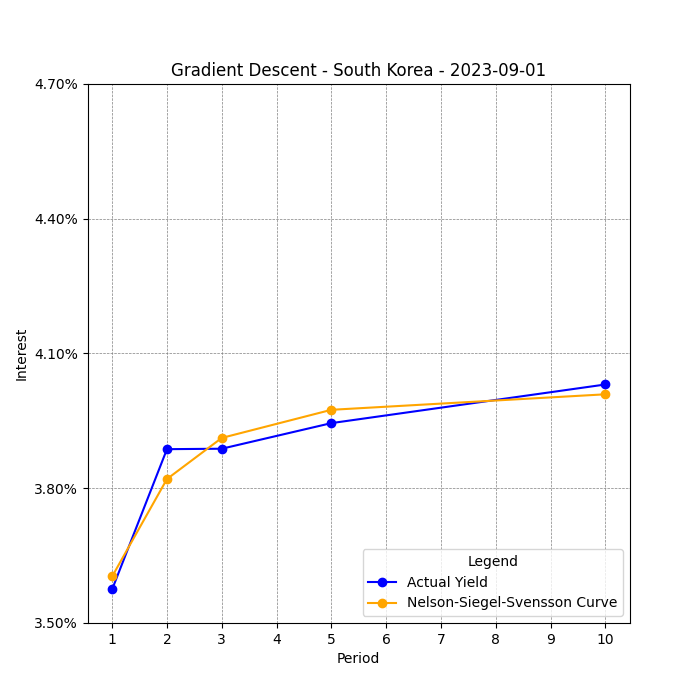 Gradient Descent - South Korea - 2023-09-01
4.70%
4.40%
4.10%
3.80%
3.50%
Interest
1 2 3 4 5 6 7 8 9 10
Period
Legend
Actual Yield
Nelson-Siegel-Svensson Curve